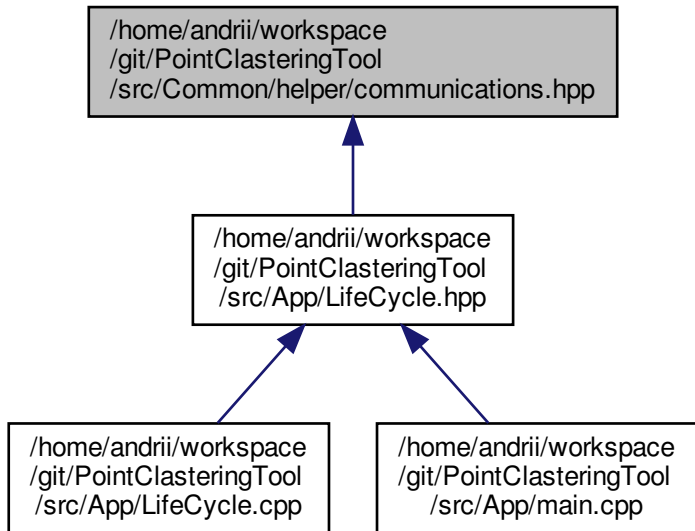 /home/andrii/workspace
/git/PointClasteringTool
/src/Common/helper/communications.hpp
/home/andrii/workspace
/git/PointClasteringTool
/src/App/LifeCycle.hpp
/home/andrii/workspace
/git/PointClasteringTool
/src/App/LifeCycle.cpp
/home/andrii/workspace
/git/PointClasteringTool
/src/App/main.cpp